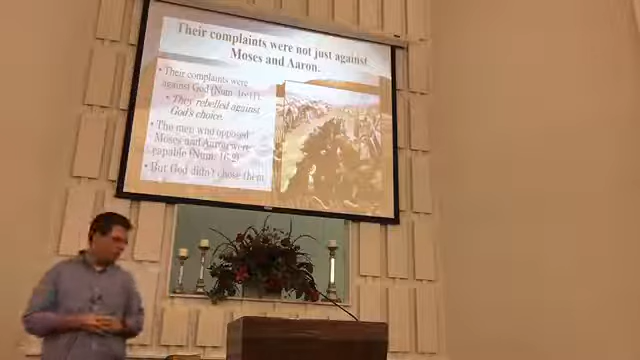 Their complaints were not just against
Moses and Aaron.
• Their complaints were
against God (Num. 16:11).
• They rebelled against
God's choice.
• The men who opposed
Moses and Aaron were
capable (Num. 16:2)
• But God didn't chose them